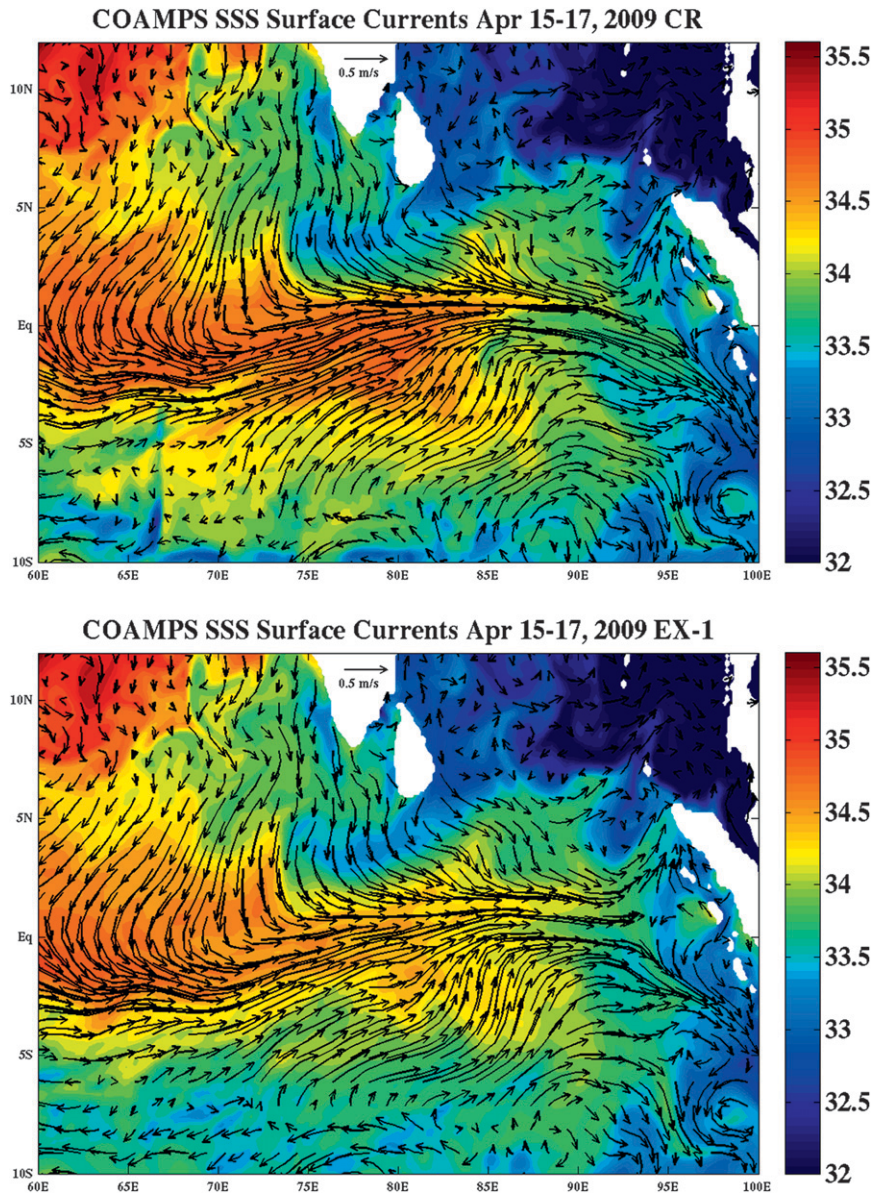 COAMPS SSS Surface Currents Apr 15-17, 2009 CR
0.5 m/s
10N
5N
Eq
5S
10S
60E 65E 70E 75E 80E 85E 90E 95E 100E
35.5
35
34.5
34
33.5
33
32.5
32
COAMPS SSS Surface Currents Apr 15-17, 2009 EX-1
0.5 m/s
10N
5N
Eq
5S
10S
60E 65E 70E 75E 80E 85E 90E 95E 100E
35.5
35
34.5
34
33.5
33
32.5
32